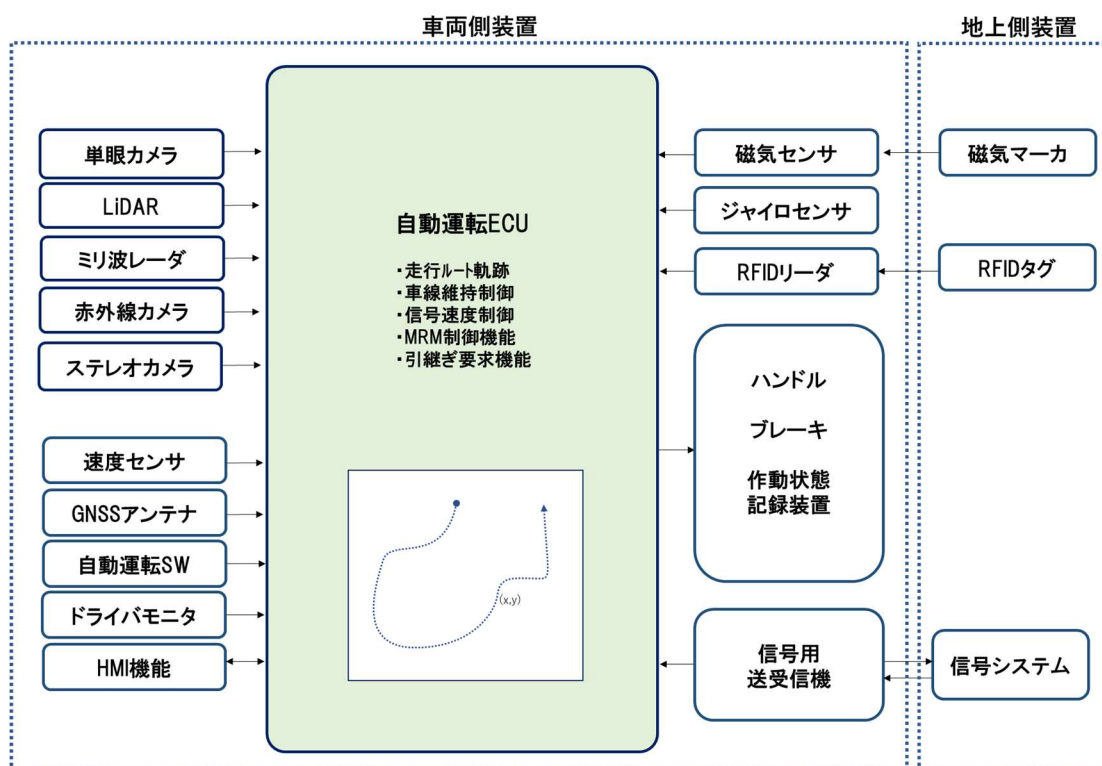 車両側装置
地上側装置
単眼カメラ
LiDAR
ミリ波レーダ
赤外線カメラ
ステレオカメラ
速度センサ
GNSSアンテナ
自動運転SW
ドライバモニタ
HMI機能
自動運転ECU
・走行ルート軌跡
・車線維持制御
・信号速度制御
・MRM制御機能
・引継ぎ要求機能
(x,y)
磁気センサ
ジャイロセンサ
RFIDリーダ
ハンドル
ブレーキ
作動状態
記録装置
信号用
送受信機
磁気マーカ
RFIDタグ
信号システム